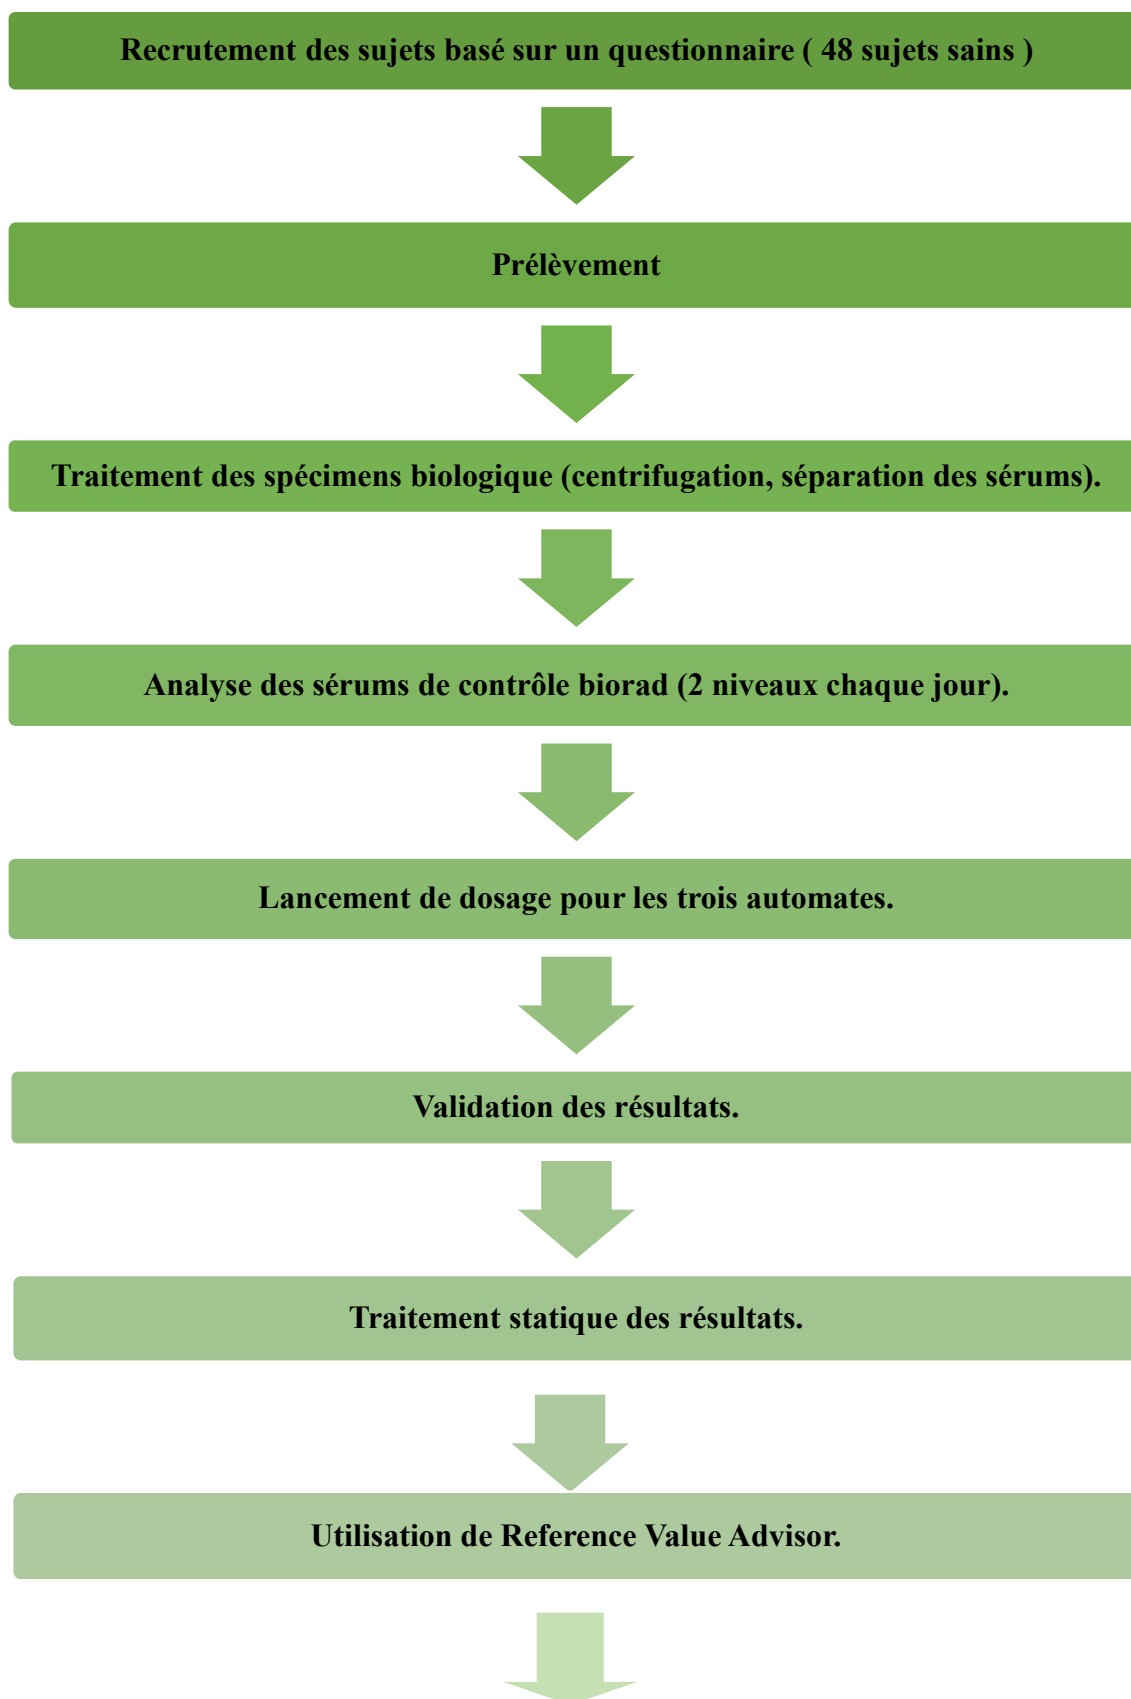 Recrutement des sujets basé sur un questionnaire ( 48 sujets sains )
Prélèvement
Traitement des spécimens biologique (centrifugation, séparation des sérums).
Analyse des sérums de contrôle biorad (2 niveaux chaque jour).
Lancement de dosage pour les trois automates.
Validation des résultats.
Traitement statique des résultats.
Utilisation de Reference Value Advisor.